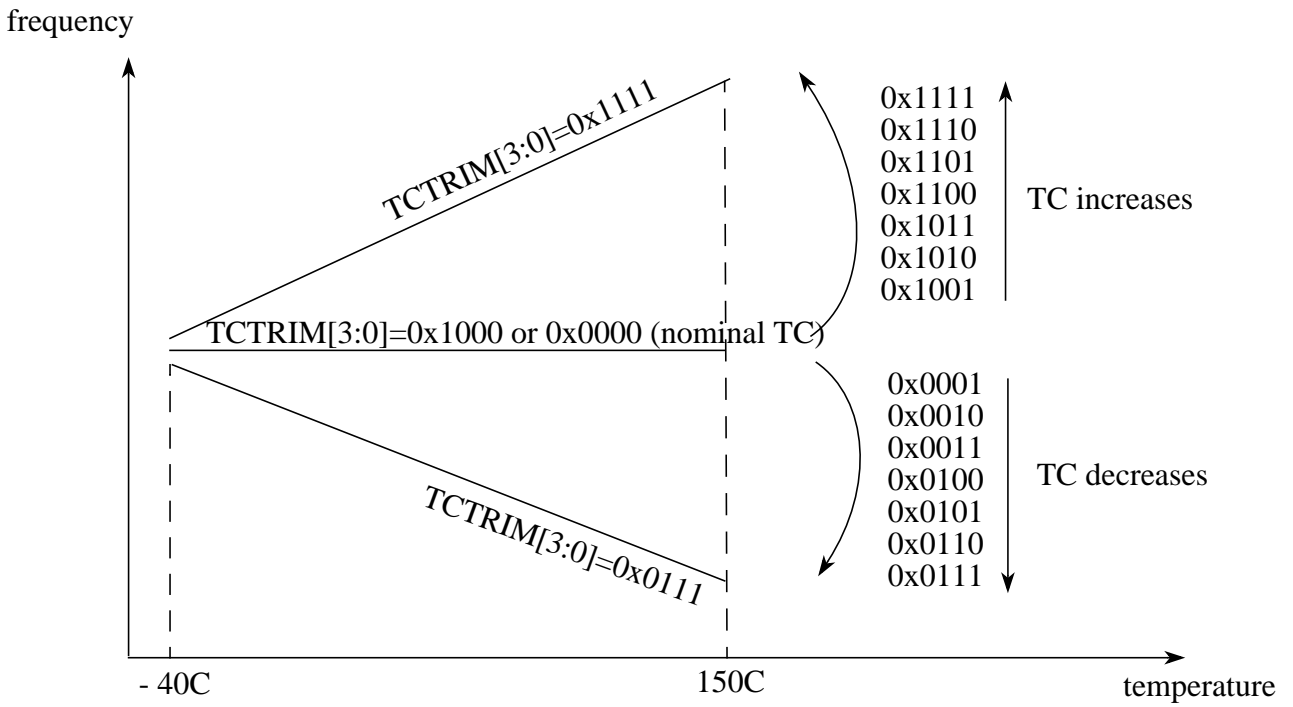 frequency
TCTRIM[3:0]=0x1111
0x1111
0x1110
0x1101
0x1100
0x1011
0x1010
0x1001
TC increases
TCTRIM[3:0]=0x1000 or 0x0000 (nominal TC)
0x0001
0x0010
0x0011
0x0100
0x0101
0x0110
0x0111
TC decreases
TCTRIM[3:0]=0x0111
- 40C
150C
temperature